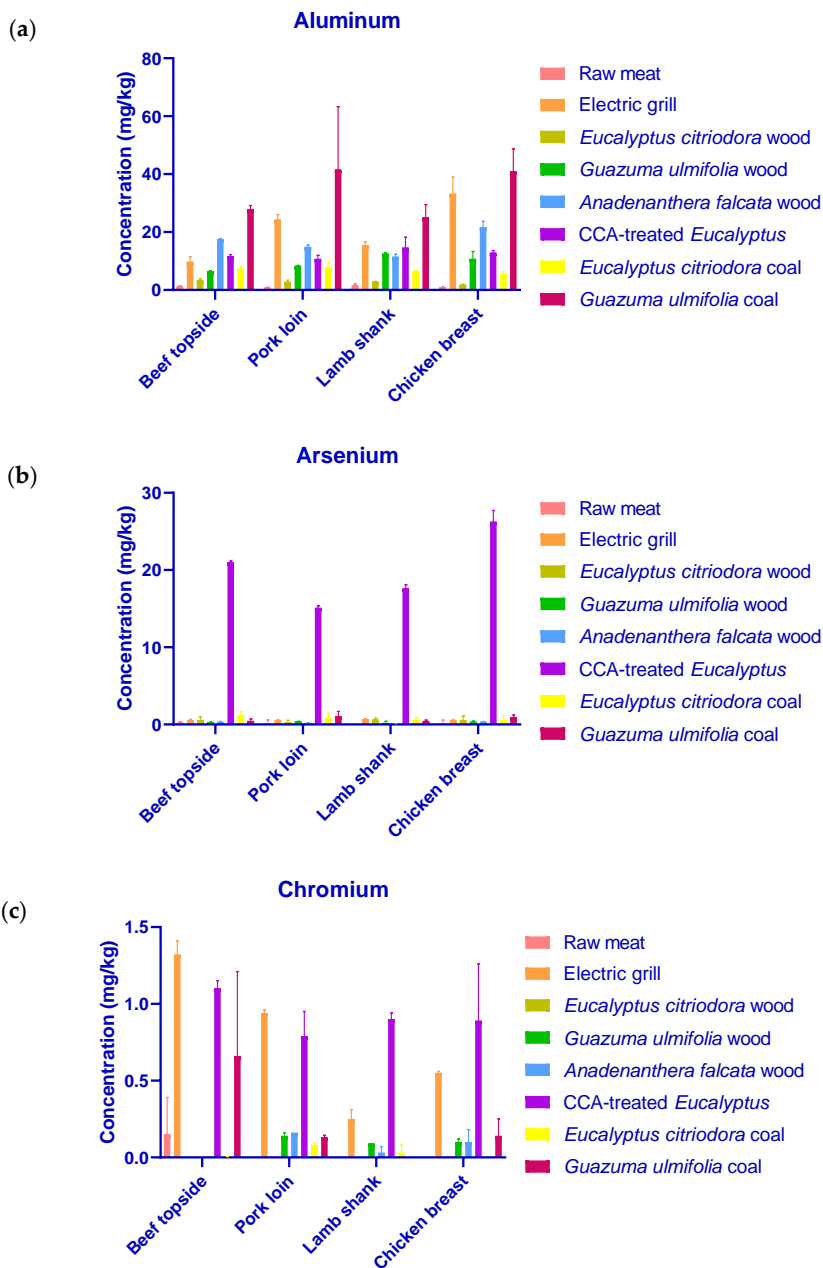 (a)
Aluminum
Concentration (mg/kg)
80
60
40
20
0
Beef topside
Pork loin
Lamb shank
Chicken breast
Raw meat
Electric grill
Eucalyptus citriodora wood
Guazuma ulmifolia wood
Anadenanthera falcata wood
CCA-treated Eucalyptus
Eucalyptus citriodora coal
Guazuma ulmifolia coal
(b)
Arsenium
Concentration (mg/kg)
30
20
10
0
Beef topside
Pork loin
Lamb shank
Chicken breast
Raw meat
Electric grill
Eucalyptus citriodora wood
Guazuma ulmifolia wood
Anadenanthera falcata wood
CCA-treated Eucalyptus
Eucalyptus citriodora coal
Guazuma ulmifolia coal
(c)
Chromium
Concentration (mg/kg)
1.5
1.0
0.5
0.0
Beef topside
Pork loin
Lamb shank
Chicken breast
Raw meat
Electric grill
Eucalyptus citriodora wood
Guazuma ulmifolia wood
Anadenanthera falcata wood
CCA-treated Eucalyptus
Eucalyptus citriodora coal
Guazuma ulmifolia coal